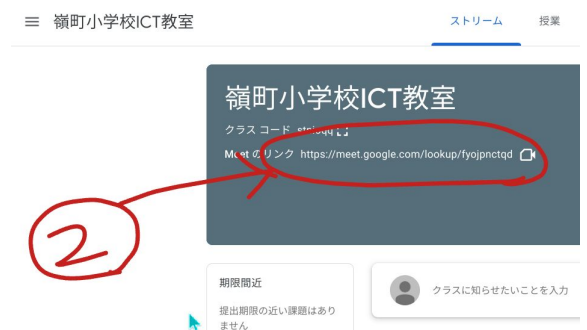 嶺町小学校ICT教室
ストリーム 授業
嶺町小学校ICT教室
クラス コード
Meet のリンク https://meet.google.com/lookup/fyojpnctqd
2
期限間近
提出期限の近い課題はあり
ません
クラスに知らせたいことを入力